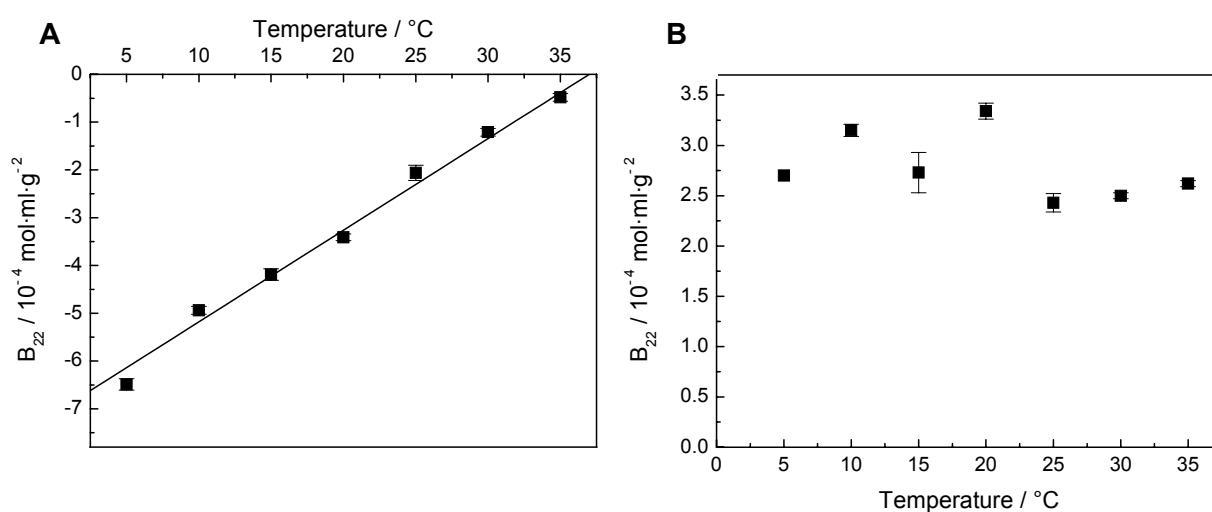 A
Temperature / °C
5 10 15 20 25 30 35
0
-1
-2
-3
-4
-5
-6
-7
B₂₂ / 10⁻⁴ mol·ml·g⁻²
B
3.5
3.0
2.5
2.0
1.5
1.0
0.5
0.0
B₂₂ / 10⁻⁴ mol·ml·g⁻²
0 5 10 15 20 25 30 35
Temperature / °C